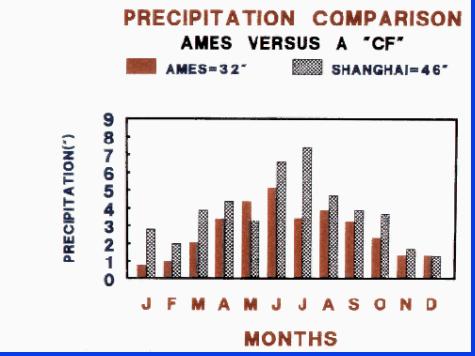 PRECIPITATION COMPARISON
AMES VERSUS A "CF"
AMES=32" SHANGHAI=46"
PRECIPITATION(")
9
8
7
6
5
4
3
2
1
0
J F M A M J J A S O N D
MONTHS